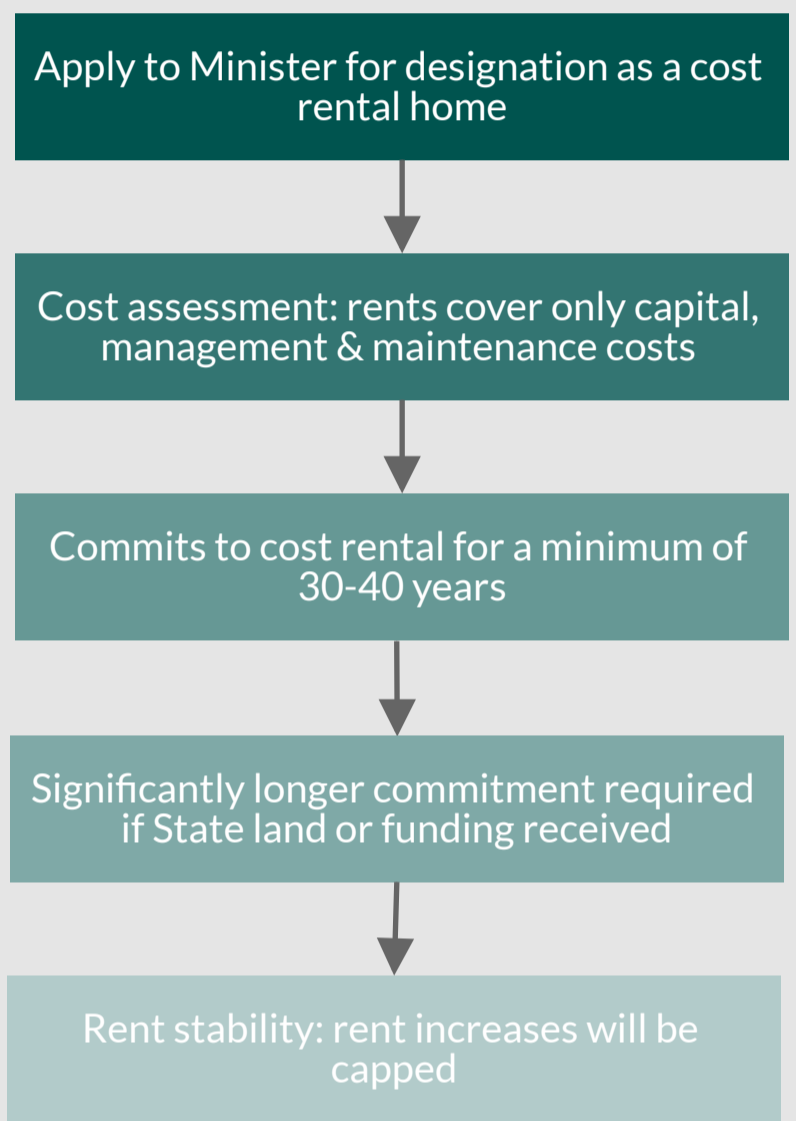 Apply to Minister for designation as a cost
rental home
Cost assessment: rents cover only capital,
management & maintenance costs
Commits to cost rental for a minimum of
30-40 years
Significantly longer commitment required
if State land or funding received
Rent stability: rent increases will be
capped